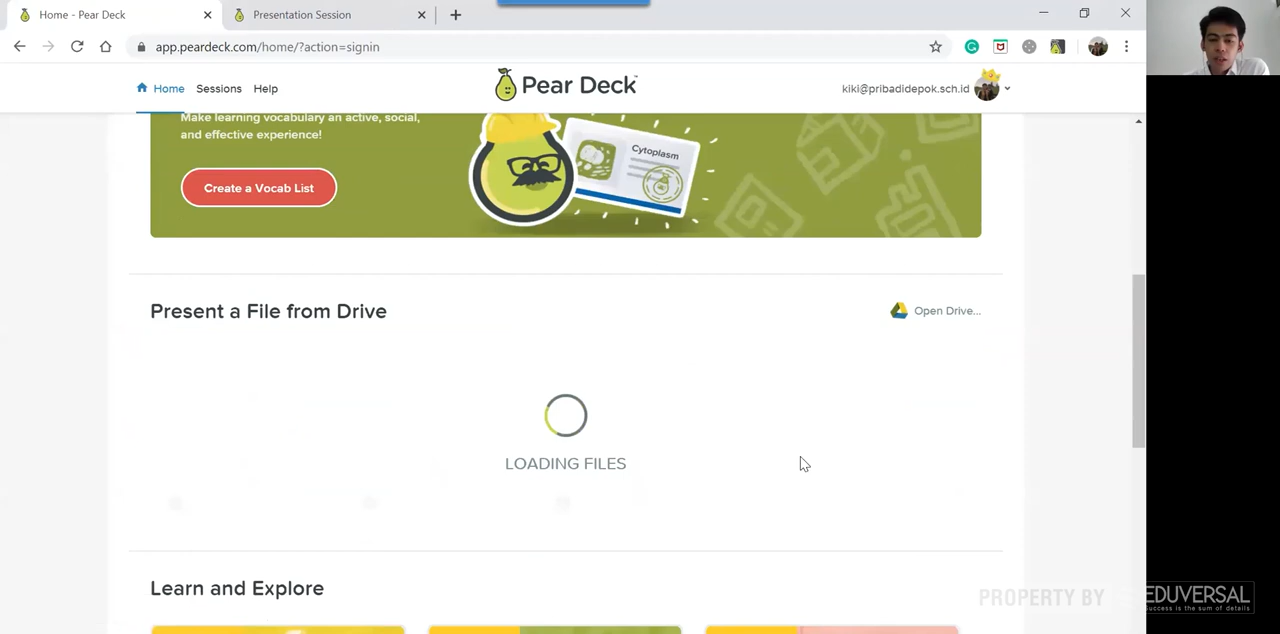 Home - Pear Deck
Presentation Session
app.peardeck.com/home/?action=signin
Home
Sessions
Help
Pear Deck
kiki@pribadidepok.sch.id
Make learning vocabulary an active, social,
and effective experience!
Create a Vocab List
Cytoplasm
Present a File from Drive
Open Drive...
LOADING FILES
Learn and Explore
PROPERTY BY
EDUVERSAL
Success is the sum of details